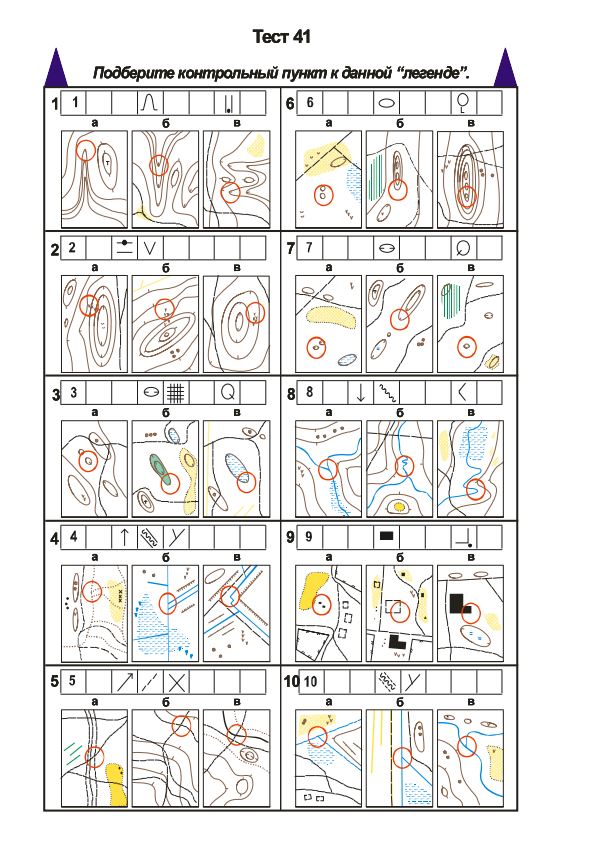 Тест 41
Подберите контрольный пункт к данной “легенде”.
1 1
а б в
6 6
а б в
2 2
а б в
7 7
а б в
3 3
а б в
8 8
а б в
4 4
а б в
9 9
а б в
5 5
а б в
10 10
а б в